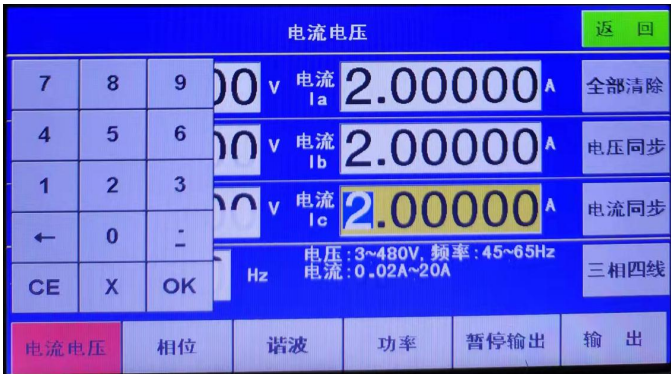 电流电压
返 回
7 8 9
00 V 电流 Ia 2.00000 A
全部清除
4 5 6
00 V 电流 Ib 2.00000 A
电压同步
1 2 3
00 V 电流 Ic 2.00000 A
电流同步
← 0 -
Hz
电压:3~480V,频率:45~65Hz
电流:0.02A~20A
三相四线
CE X OK
电流电压 相位 谐波 功率 暂停输出 输 出